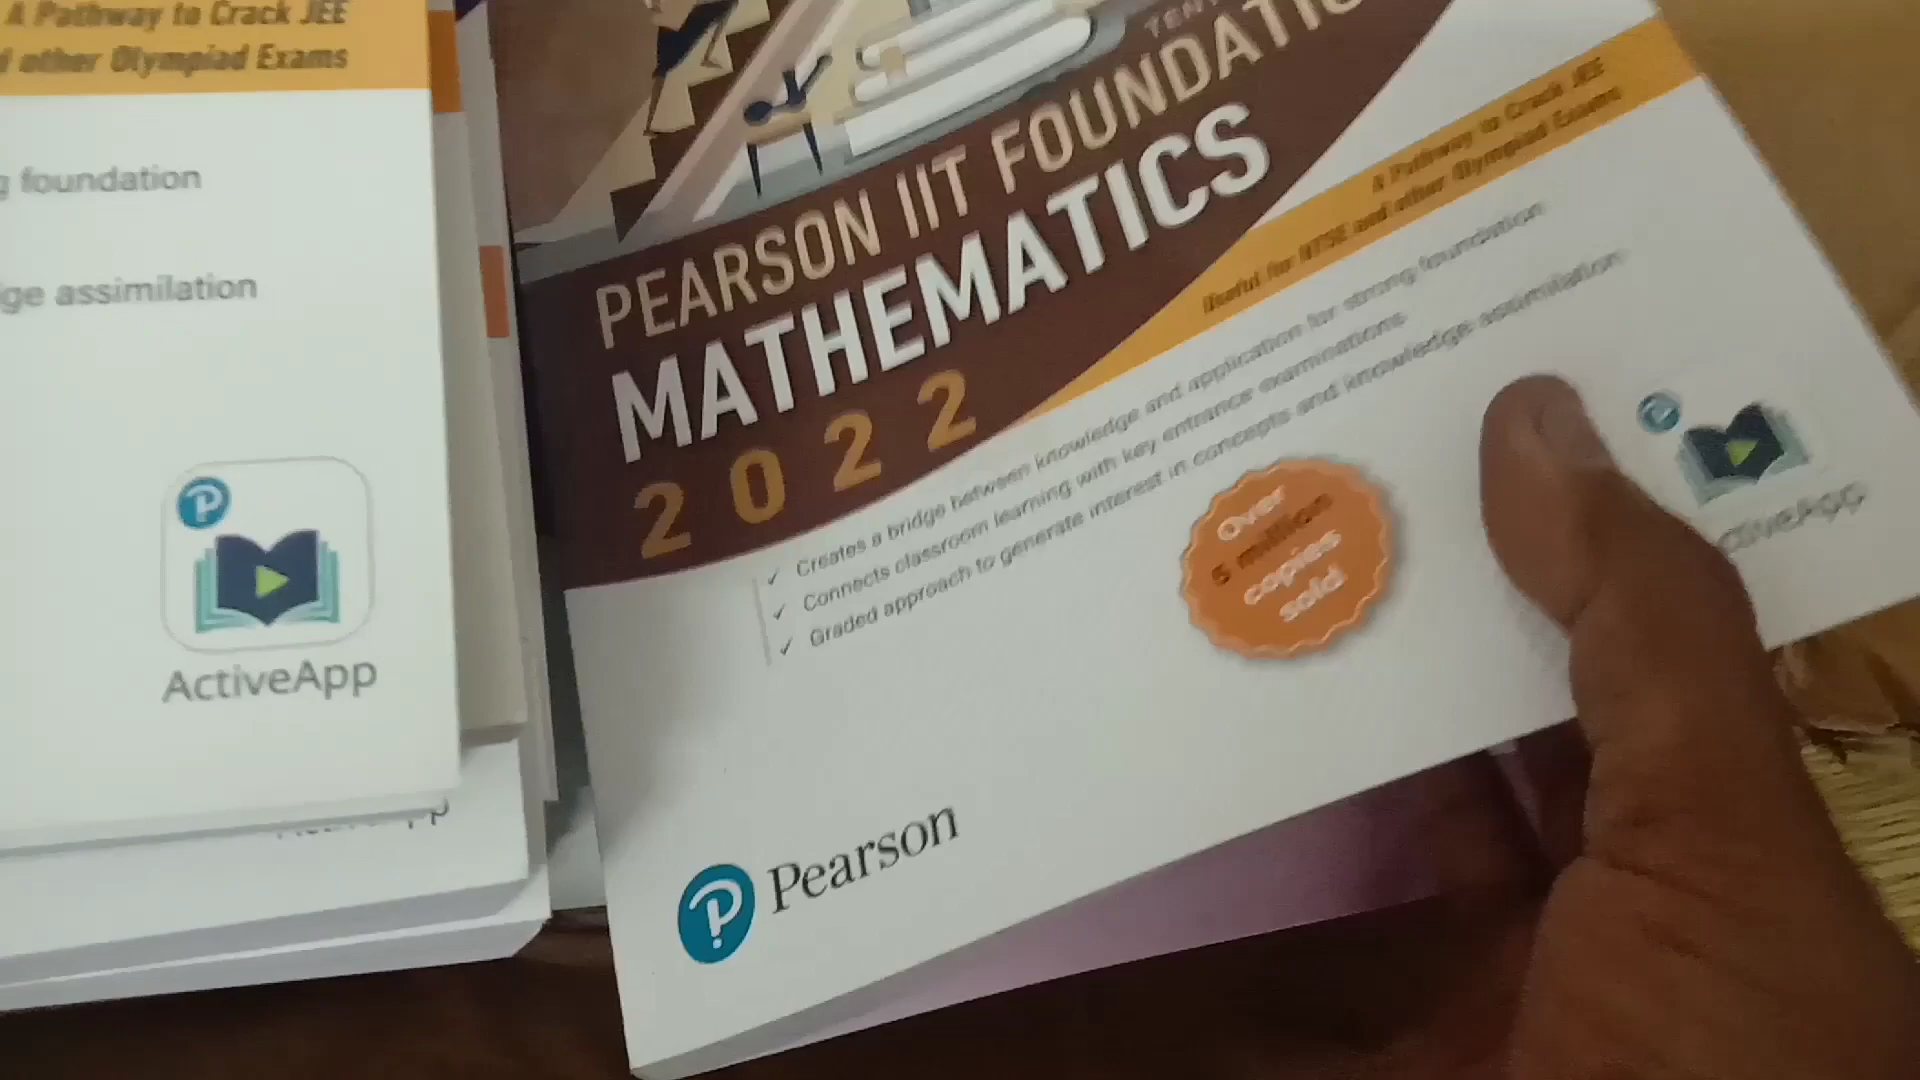 A Pathway to Crack JEE
other Olympiad Exams
foundation
ge assimilation
ActiveApp
PEARSON IIT FOUNDATI
MATHEMATICS
2022
A Pathway to Crack JEE
Useful for NTSE and other Olympiad Exams
✓ Creates a bridge between knowledge and application for strong foundation
✓ Connects classroom learning with key entrance examinations
✓ Graded approach to generate interest in concepts and knowledge assimilation
Over
5 million
copies
sold
ctiveApp
Pearson